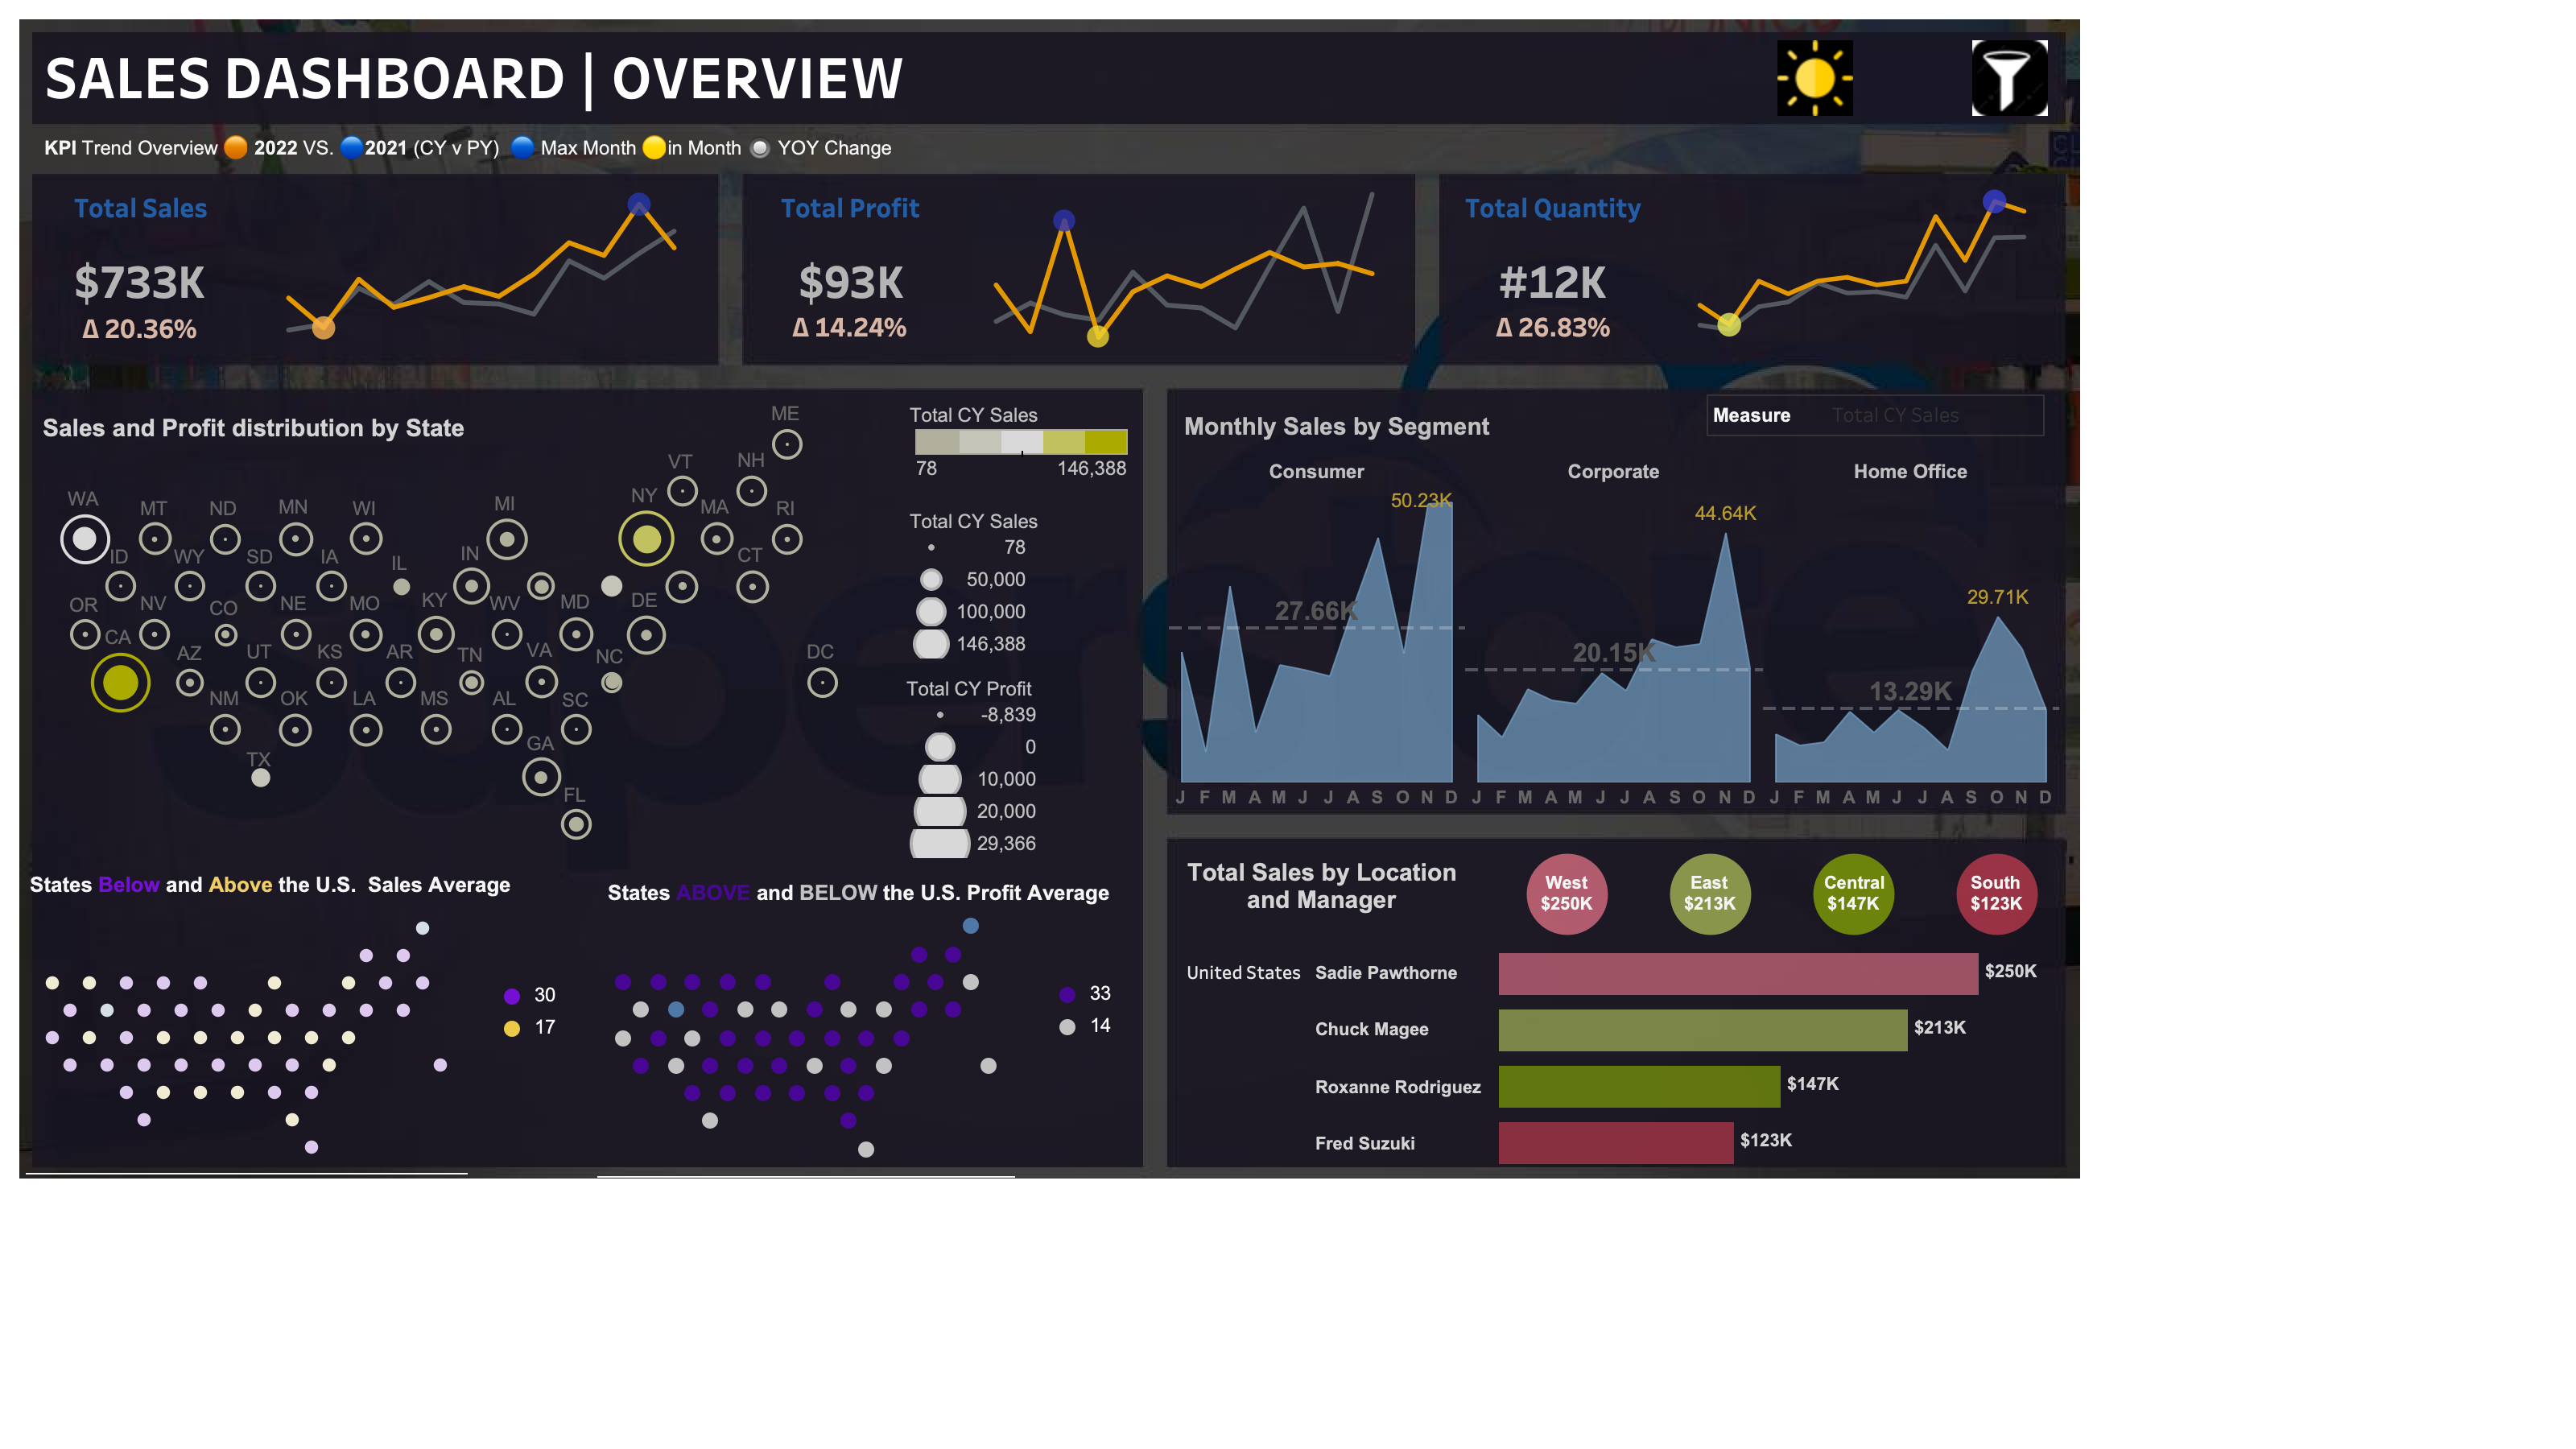 SALES DASHBOARD | OVERVIEW
KPI Trend Overview 2022 VS. 2021 (CY v PY) Max Month in Month YOY Change
Total Sales
$733K
Δ 20.36%
Total Profit
$93K
Δ 14.24%
Total Quantity
#12K
Δ 26.83%
Sales and Profit distribution by State
ME
VT NH
WA MT ND MN WI MI NY MA RI
ID WY SD IA IL IN CT
OR NV CO NE MO KY WV MD DE
CA AZ UT KS AR TN VA NC DC
NM OK LA MS AL SC
TX GA
FL
Total CY Sales
78 146,388
Total CY Sales
78
50,000
100,000
146,388
Total CY Profit
-8,839
0
10,000
20,000
29,366
States Below and Above the U.S. Sales Average
30
17
States ABOVE and BELOW the U.S. Profit Average
33
14
Monthly Sales by Segment
Measure Total CY Sales
Consumer Corporate Home Office
50.23K
44.64K
29.71K
27.66K
20.15K
13.29K
J F M A M J J A S O N D J F M A M J J A S O N D J F M A M J J A S O N D
Total Sales by Location
and Manager
West
$250K
East
$213K
Central
$147K
South
$123K
United States Sadie Pawthorne $250K
Chuck Magee $213K
Roxanne Rodriguez $147K
Fred Suzuki $123K